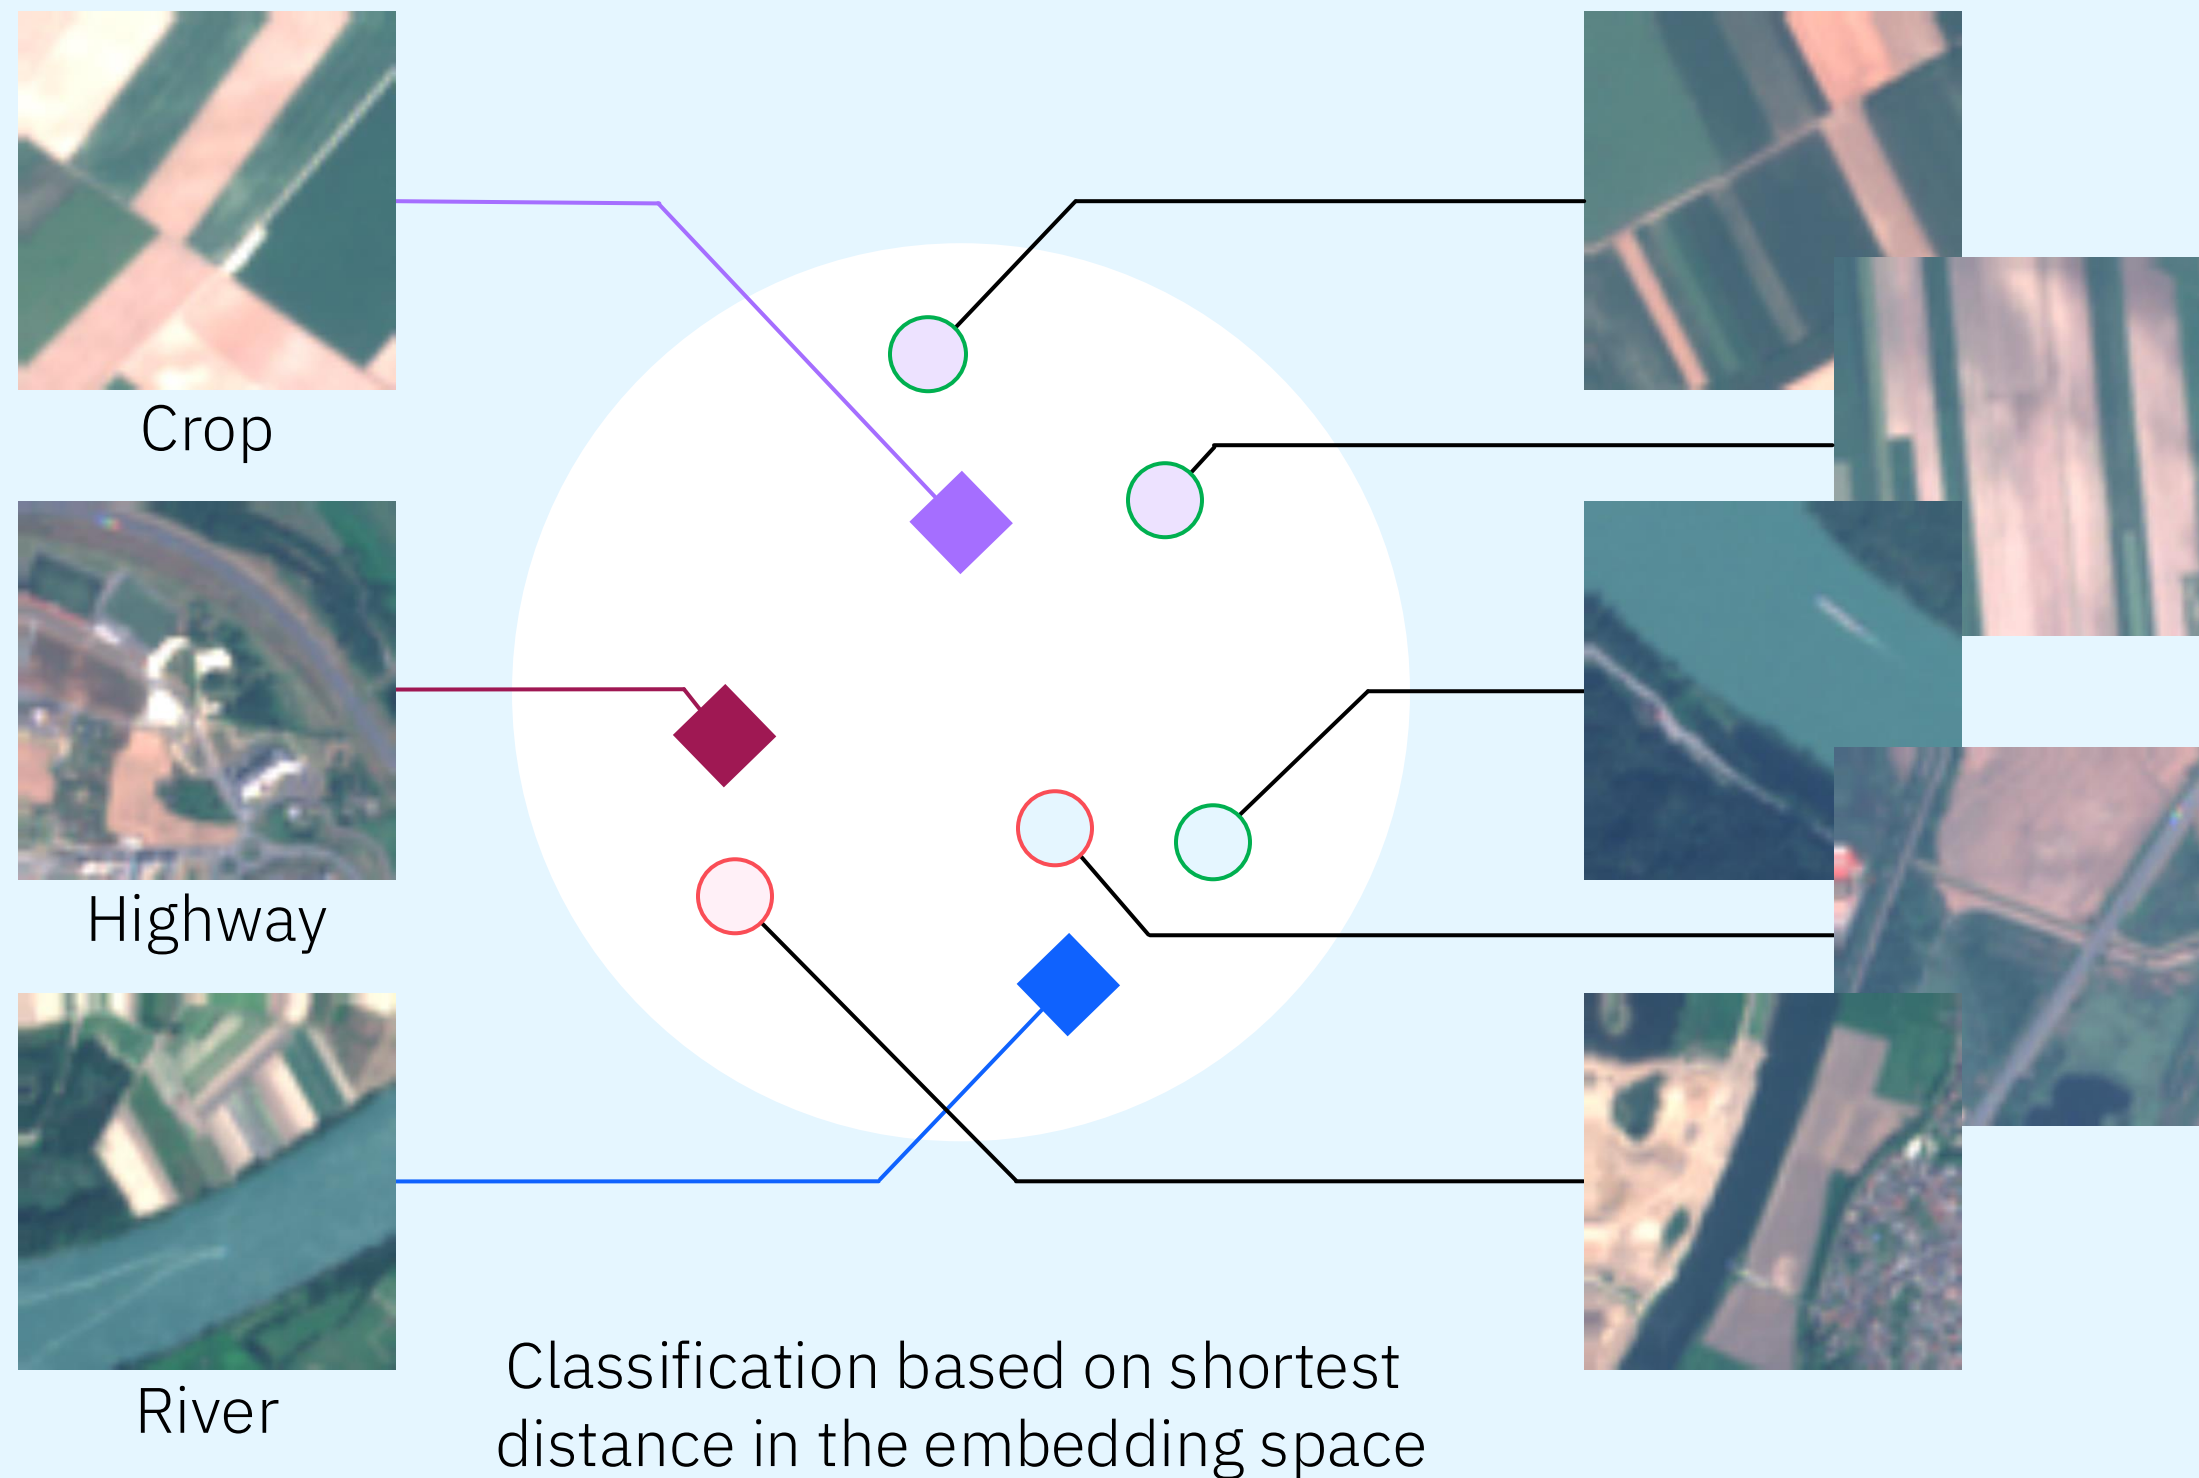 Crop
Highway
River
Classification based on shortest
distance in the embedding space